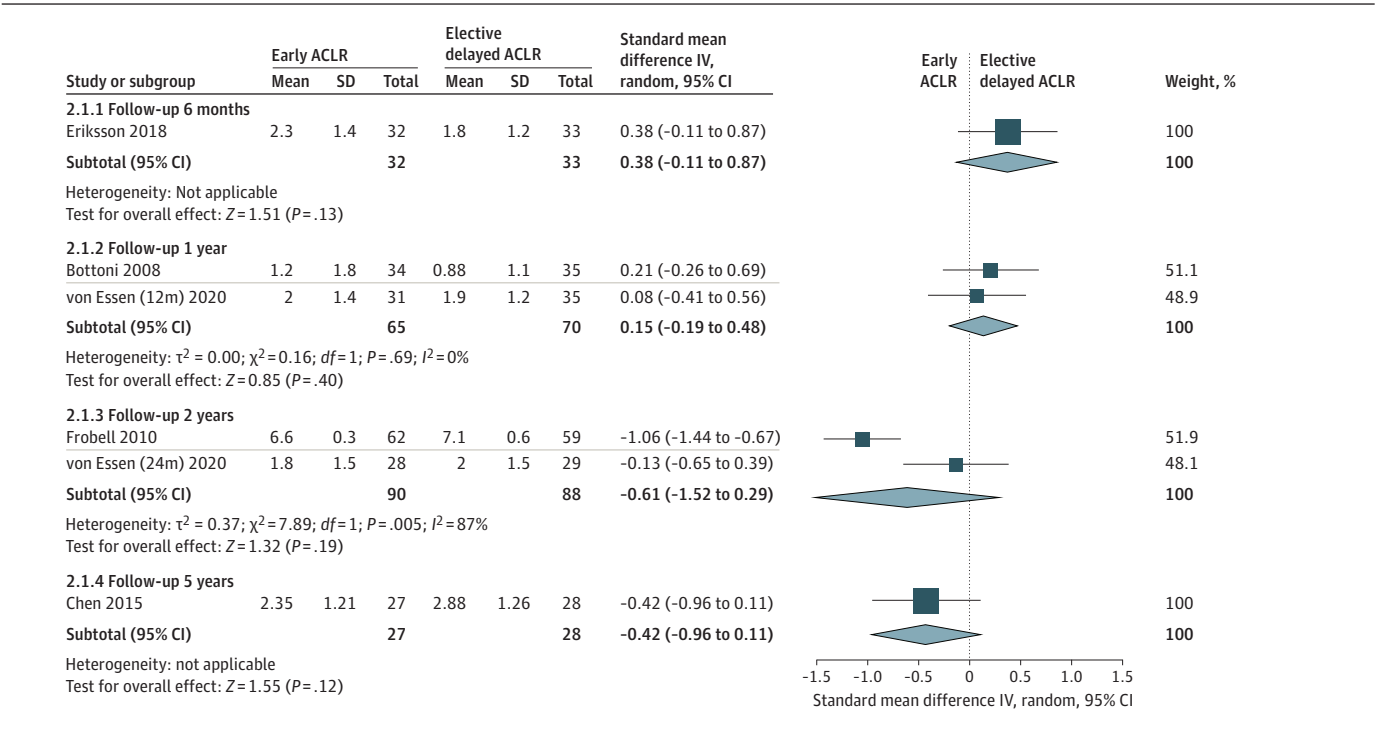 Study or subgroup Early ACLR Elective delayed ACLR Standard mean difference IV, random, 95% CI Early ACLR Elective delayed ACLR Weight, %
Mean SD Total Mean SD Total
2.1.1 Follow-up 6 months
Eriksson 2018 2.3 1.4 32 1.8 1.2 33 0.38 (-0.11 to 0.87) 100
Subtotal (95% CI) 32 33 0.38 (-0.11 to 0.87) 100
Heterogeneity: Not applicable
Test for overall effect: Z=1.51 (P=.13)
2.1.2 Follow-up 1 year
Bottoni 2008 1.2 1.8 34 0.88 1.1 35 0.21 (-0.26 to 0.69) 51.1
von Essen (12m) 2020 2 1.4 31 1.9 1.2 35 0.08 (-0.41 to 0.56) 48.9
Subtotal (95% CI) 65 70 0.15 (-0.19 to 0.48) 100
Heterogeneity: τ² = 0.00; χ²=0.16; df=1; P=.69; I²=0%
Test for overall effect: Z=0.85 (P=.40)
2.1.3 Follow-up 2 years
Frobell 2010 6.6 0.3 62 7.1 0.6 59 -1.06 (-1.44 to -0.67) 51.9
von Essen (24m) 2020 1.8 1.5 28 2 1.5 29 -0.13 (-0.65 to 0.39) 48.1
Subtotal (95% CI) 90 88 -0.61 (-1.52 to 0.29) 100
Heterogeneity: τ² = 0.37; χ²=7.89; df=1; P=.005; I²=87%
Test for overall effect: Z=1.32 (P=.19)
2.1.4 Follow-up 5 years
Chen 2015 2.35 1.21 27 2.88 1.26 28 -0.42 (-0.96 to 0.11) 100
Subtotal (95% CI) 27 28 -0.42 (-0.96 to 0.11) 100
Heterogeneity: not applicable
Test for overall effect: Z=1.55 (P=.12)
-1.5 -1.0 -0.5 0 0.5 1.0 1.5
Standard mean difference IV, random, 95% CI